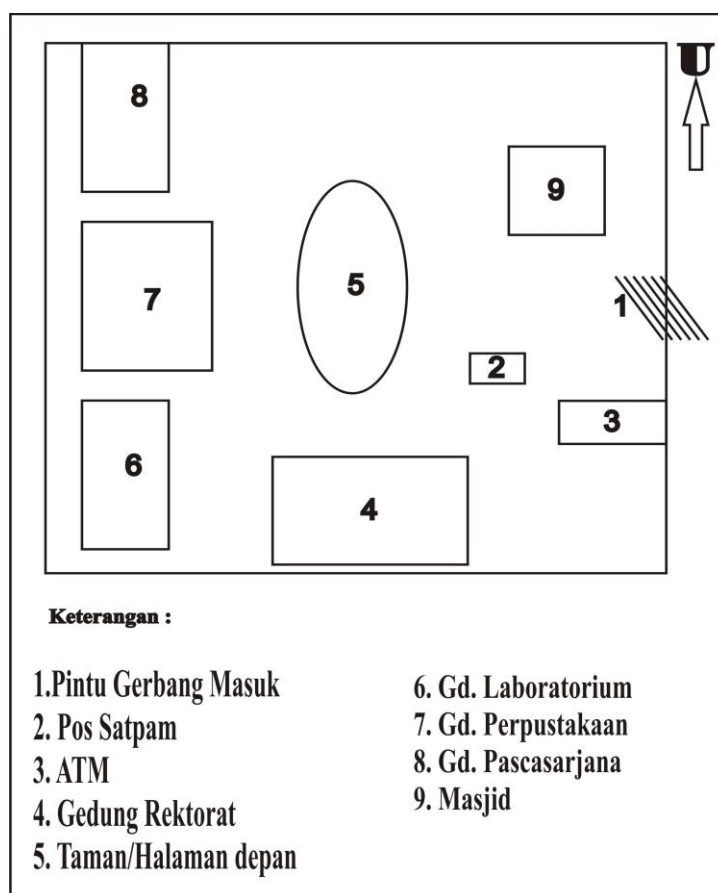 8
U
9
5
7
1
2
3
6
4
Keterangan :
1.Pintu Gerbang Masuk
2. Pos Satpam
3. ATM
4. Gedung Rektorat
5. Taman/Halaman depan
6. Gd. Laboratorium
7. Gd. Perpustakaan
8. Gd. Pascasarjana
9. Masjid